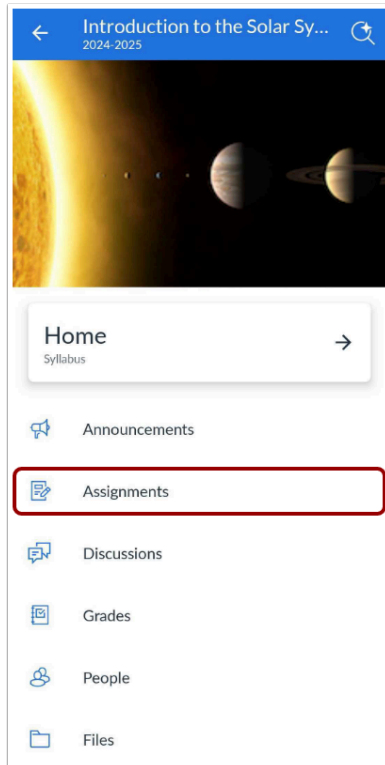 Introduction to the Solar Sy...
2024-2025
Home
Syllabus
Announcements
Assignments
Discussions
Grades
People
Files